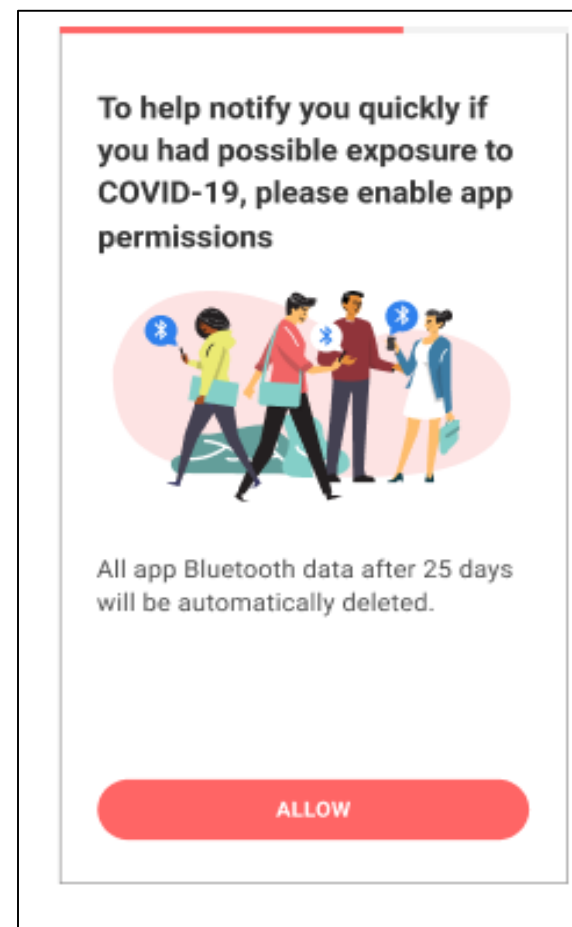 To help notify you quickly if
you had possible exposure to
COVID-19, please enable app
permissions
All app Bluetooth data after 25 days
will be automatically deleted.
ALLOW